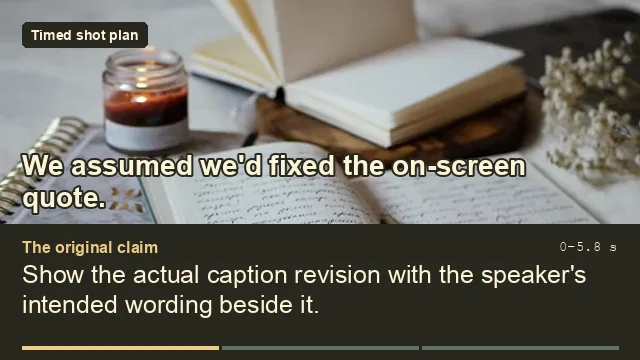 Timed shot plan
We assumed we'd fixed the on-screen
quote.
The original claim
0–5.8 s
Show the actual caption revision with the speaker's
intended wording beside it.